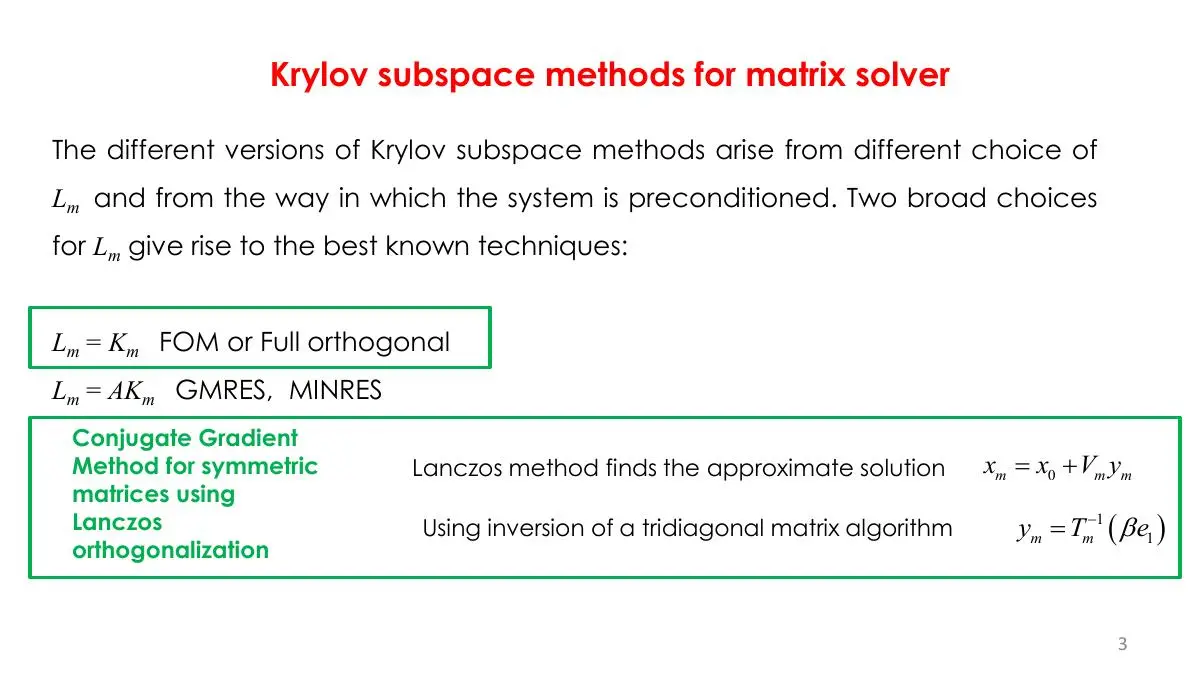 Krylov subspace methods for matrix solver
The different versions of Krylov subspace methods arise from different choice of
Lₘ and from the way in which the system is preconditioned. Two broad choices
for Lₘ give rise to the best known techniques:
Lₘ = Kₘ FOM or Full orthogonal
Lₘ = AKₘ GMRES, MINRES
Conjugate Gradient
Method for symmetric
matrices using
Lanczos
orthogonalization
Lanczos method finds the approximate solution xₘ = x₀ + Vₘyₘ
Using inversion of a tridiagonal matrix algorithm yₘ = Tₘ⁻¹(βe₁)
3